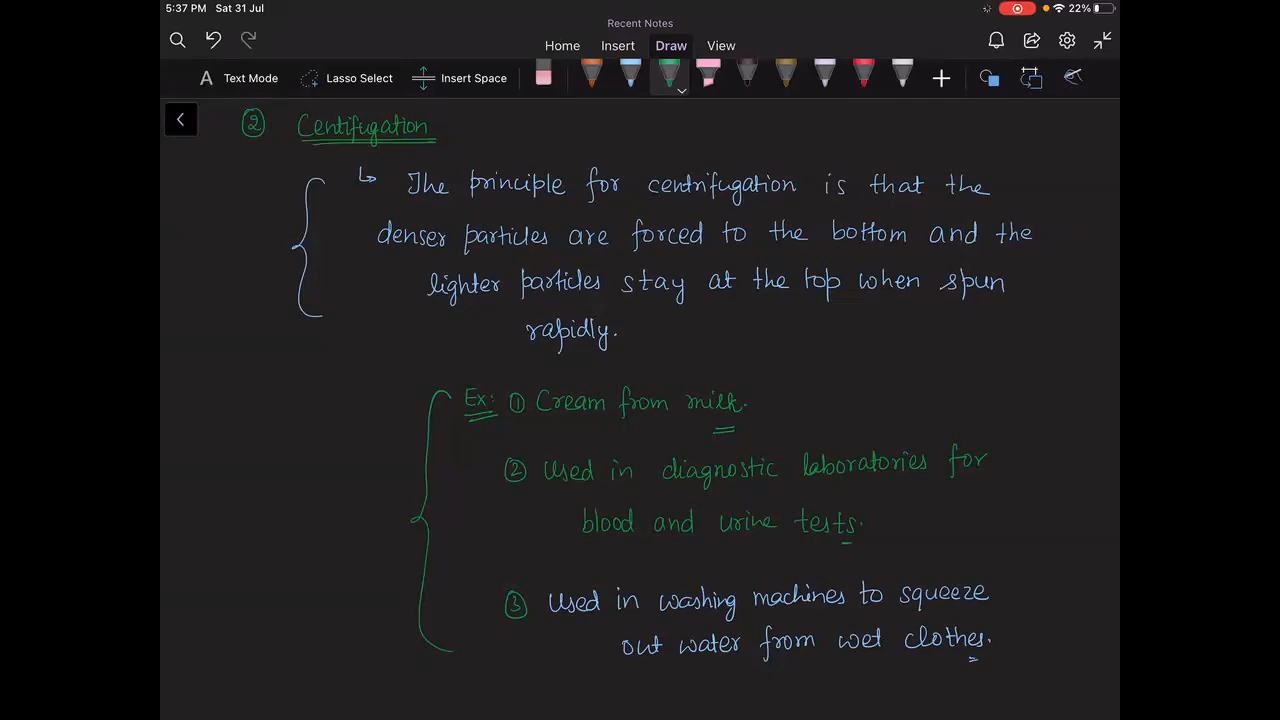 5:37 PM Sat 31 Jul
22%
Recent Notes
Home Insert Draw View
A Text Mode Lasso Select Insert Space
② Centifugation
↳ The principle for centrifugation is that the
denser particles are forced to the bottom and the
lighter particles stay at the top when spun
rapidly.
Ex: ① Cream from milk.
② Used in diagnostic laboratories for
blood and urine tests.
③ Used in washing machines to squeeze
out water from wet clothes.